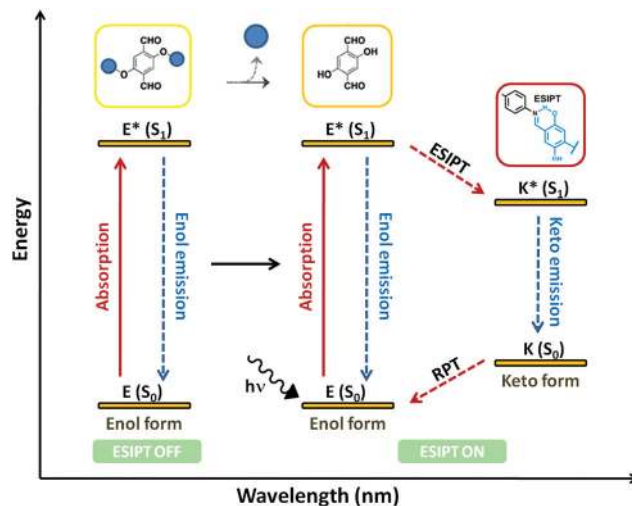 CHO
O
O
CHO
CHO
OH
HO
CHO
ESIPT
N
H
O
OH
E* (S1)
E* (S1)
K* (S1)
Energy
Absorption
Enol emission
Absorption
Enol emission
ESIPT
Keto emission
hν
RPT
E (S0)
E (S0)
K (S0)
Enol form
Enol form
Keto form
ESIPT OFF
ESIPT ON
Wavelength (nm)